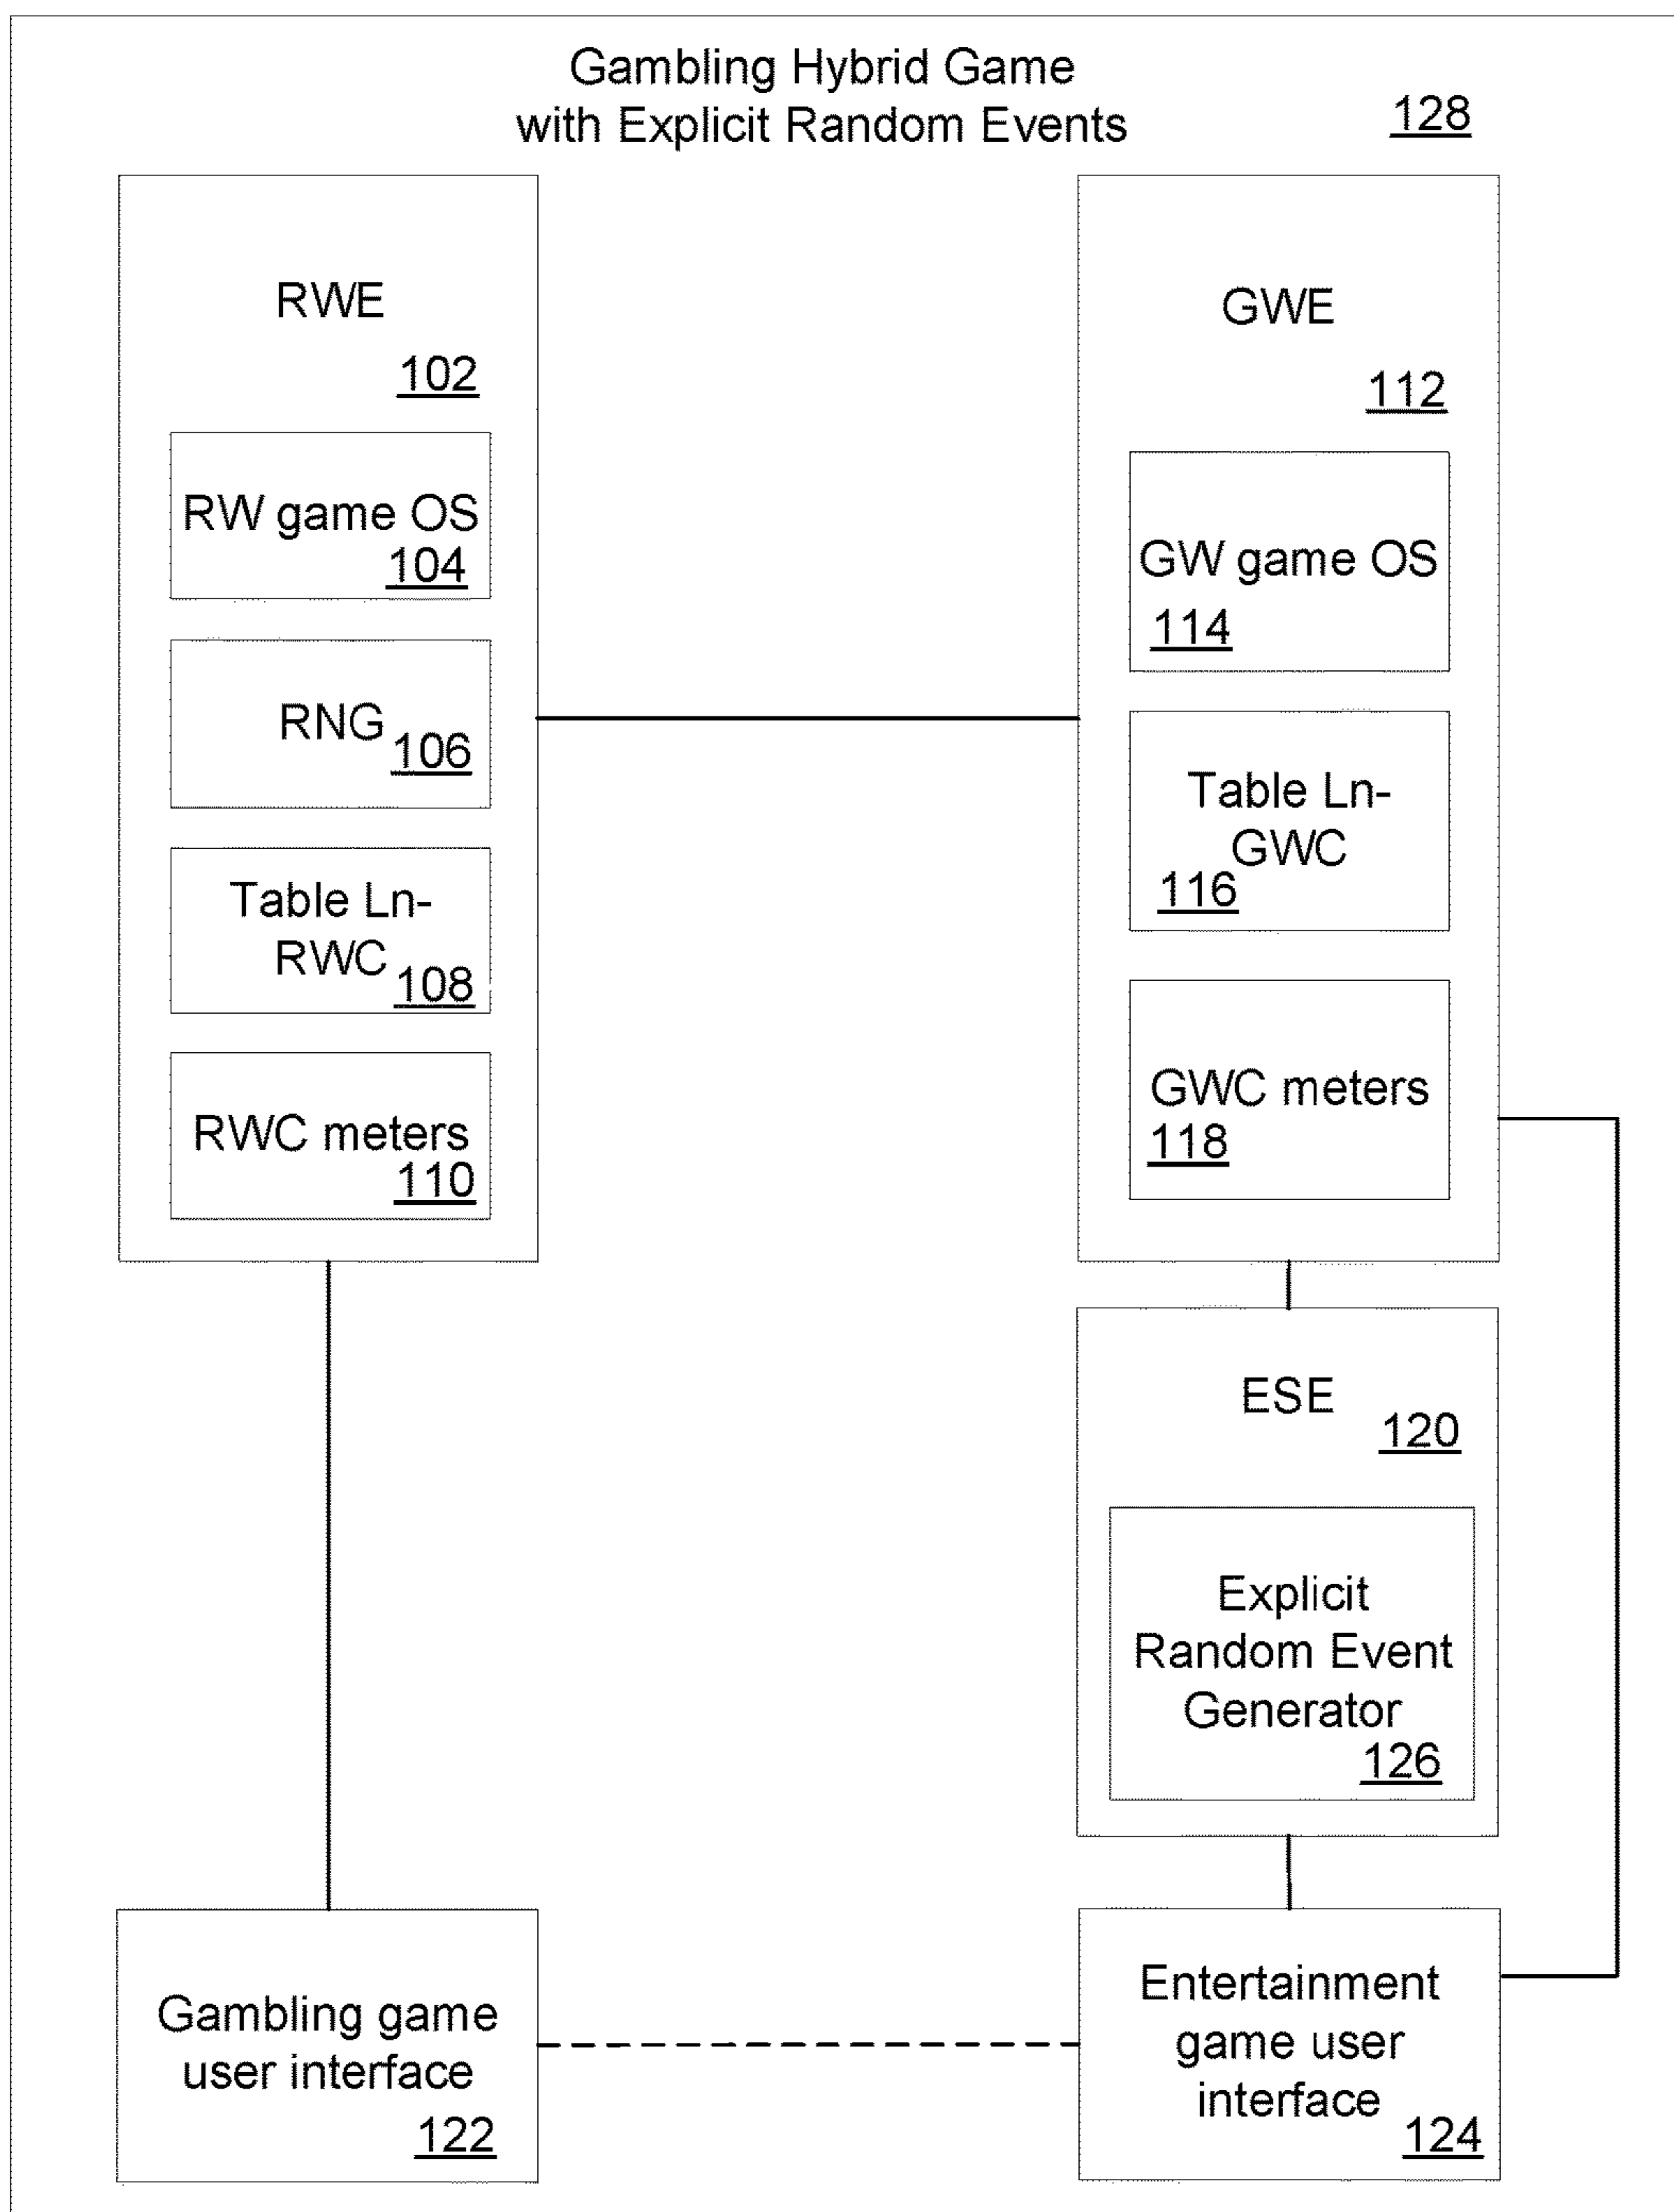 Gambling Hybrid Game
with Explicit Random Events
128
RWE
102
RW game OS
104
RNG
106
Table Ln-
RWC
108
RWC meters
110
GWE
112
GW game OS
114
Table Ln-
GWC
116
GWC meters
118
ESE
120
Explicit
Random Event
Generator
126
Gambling game
user interface
122
Entertainment
game user
interface
124